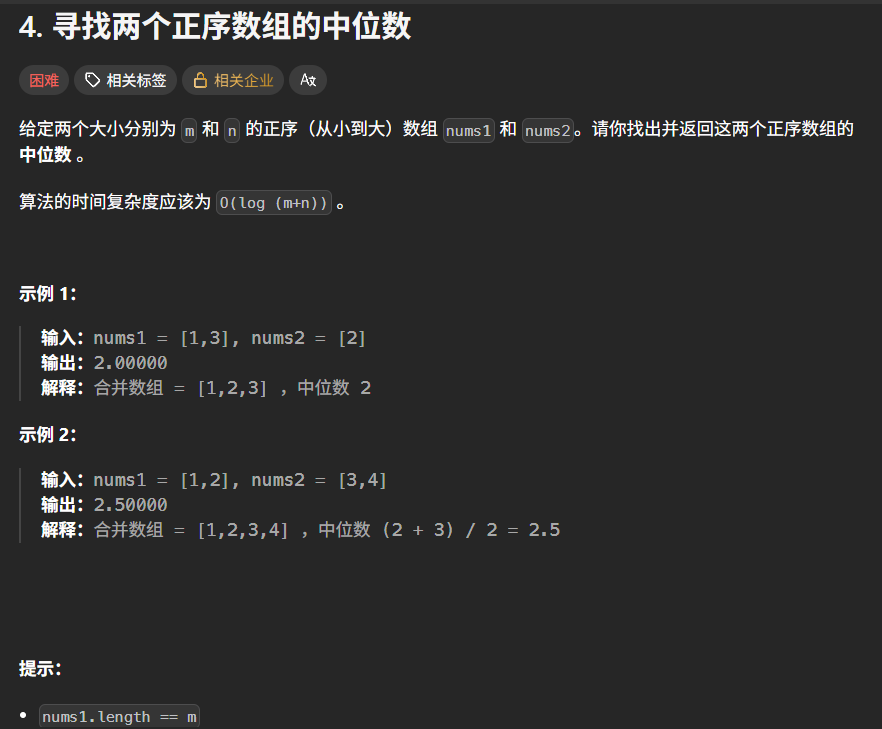 4. 寻找两个正序数组的中位数
困难 相关标签 相关企业 A文
给定两个大小分别为 m 和 n 的正序（从小到大）数组 nums1 和 nums2。请你找出并返回这两个正序数组的
中位数 。
算法的时间复杂度应该为 O(log (m+n)) 。
示例 1：
输入：nums1 = [1,3], nums2 = [2]
输出：2.00000
解释：合并数组 = [1,2,3] ，中位数 2
示例 2：
输入：nums1 = [1,2], nums2 = [3,4]
输出：2.50000
解释：合并数组 = [1,2,3,4] ，中位数 (2 + 3) / 2 = 2.5
提示：
• nums1.length == m